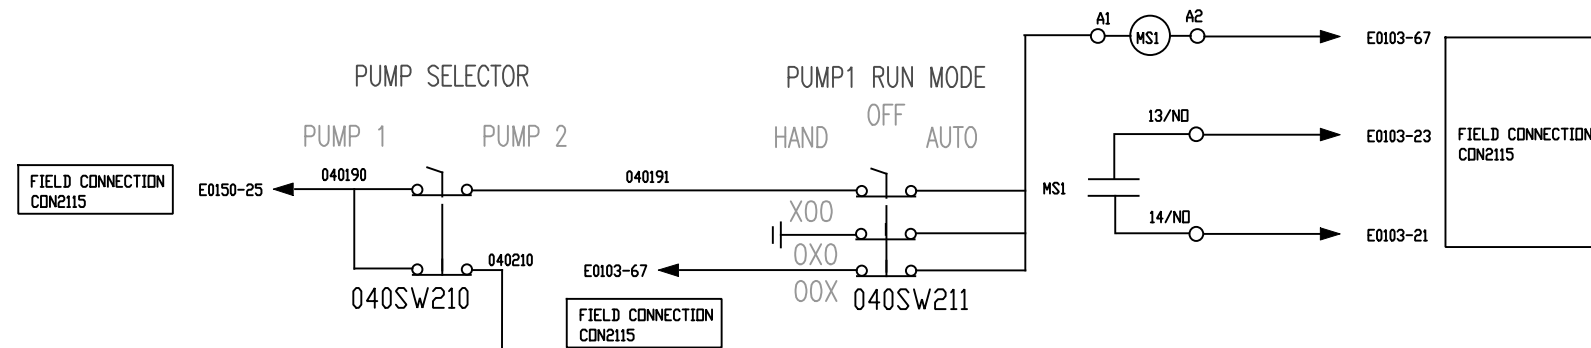 A1
A2
MS1
E0103-67
PUMP SELECTOR
PUMP1 RUN MODE
OFF
PUMP 1
PUMP 2
HAND
AUTO
13/NO
E0103-23
FIELD CONNECTION
CON2115
FIELD CONNECTION
CON2115
E0150-25
040190
040191
MS1
X00
14/NO
E0103-21
0X0
040210
E0103-67
00X
040SW210
040SW211
FIELD CONNECTION
CON2115